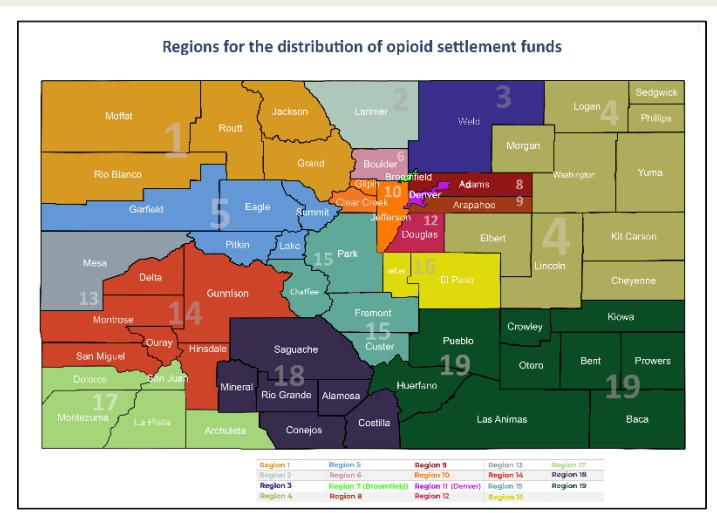 Regions for the distribution of opioid settlement funds
Sedgwick
Logan
Phillips
4
Moffat
Jackson
Larimer
2
3
Weld
Routt
1
Morgan
Grand
Boulder
6
Rio Blanco
Washington
Yuma
Broomfield
Gilpin
Adams
8
Denver
10
Clear Creek
Arapahoe
9
Garfield
Eagle
Summit
5
Jefferson
12
Douglas
Elbert
4
Kit Carson
Pitkin
Lake
Park
Mesa
15
16
Lincoln
Delta
El Paso
Cheyenne
Gunnison
Chaffee
13
14
Montrose
Fremont
Kiowa
Crowley
15
Ouray
Pueblo
San Miguel
Hinsdale
Saguache
Custer
19
Otero
Bent
Prowers
Dolores
San Juan
18
Mineral
Huerfano
19
Rio Grande
Alamosa
17
Montezuma
La Plata
Archuleta
Conejos
Costilla
Las Animas
Baca
Region 1 Region 5 Region 9 Region 13 Region 17
Region 2 Region 6 Region 10 Region 14 Region 18
Region 3 Region 7 (Broomfield) Region 11 (Denver) Region 15 Region 19
Region 4 Region 8 Region 12 Region 16